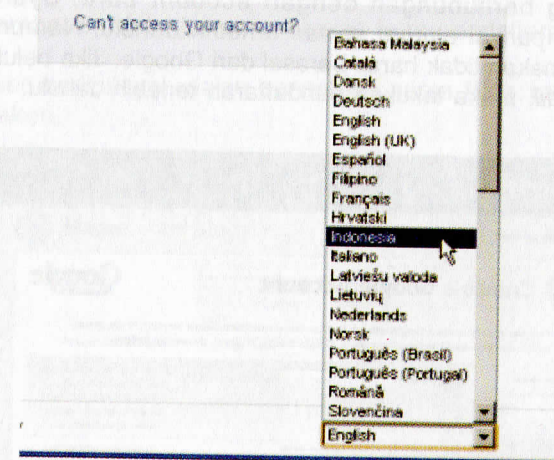 Can't access your account?
Bahasa Malaysia
Català
Dansk
Deutsch
English
English (UK)
Español
Filipino
Français
Hrvatski
Indonesia
Italiano
Latviešu valoda
Lietuvių
Nederlands
Norsk
Português (Brasil)
Português (Portugal)
Română
Slovenčina
English